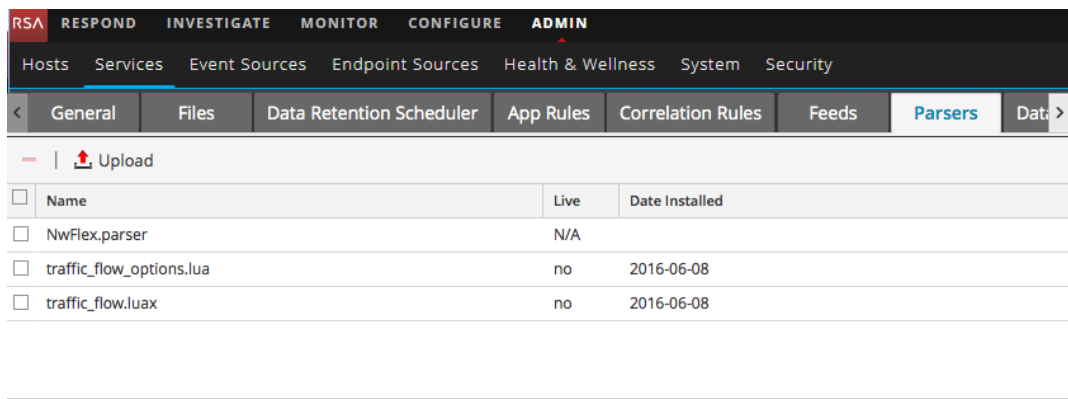 RSA RESPOND INVESTIGATE MONITOR CONFIGURE ADMIN
Hosts Services Event Sources Endpoint Sources Health & Wellness System Security
< General Files Data Retention Scheduler App Rules Correlation Rules Feeds Parsers Data >
— | Upload
Name Live Date Installed
NwFlex.parser N/A
traffic_flow_options.lua no 2016-06-08
traffic_flow.luax no 2016-06-08